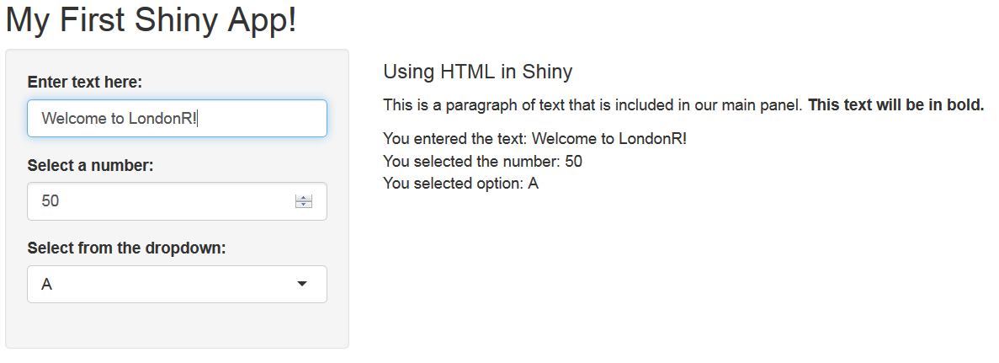 My First Shiny App!
Enter text here:
Welcome to LondonR!
Select a number:
50
Select from the dropdown:
A
Using HTML in Shiny
This is a paragraph of text that is included in our main panel. This text will be in bold.
You entered the text: Welcome to LondonR!
You selected the number: 50
You selected option: A